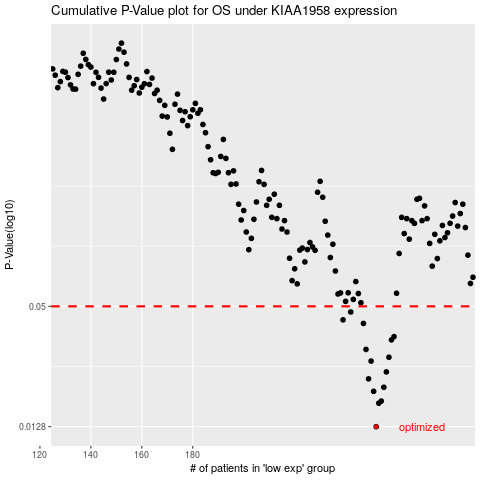 Cumulative P-Value plot for OS under KIAA1958 expression
P-Value(log10)
0.05
0.0128
optimized
120 140 160 180
# of patients in 'low exp' group